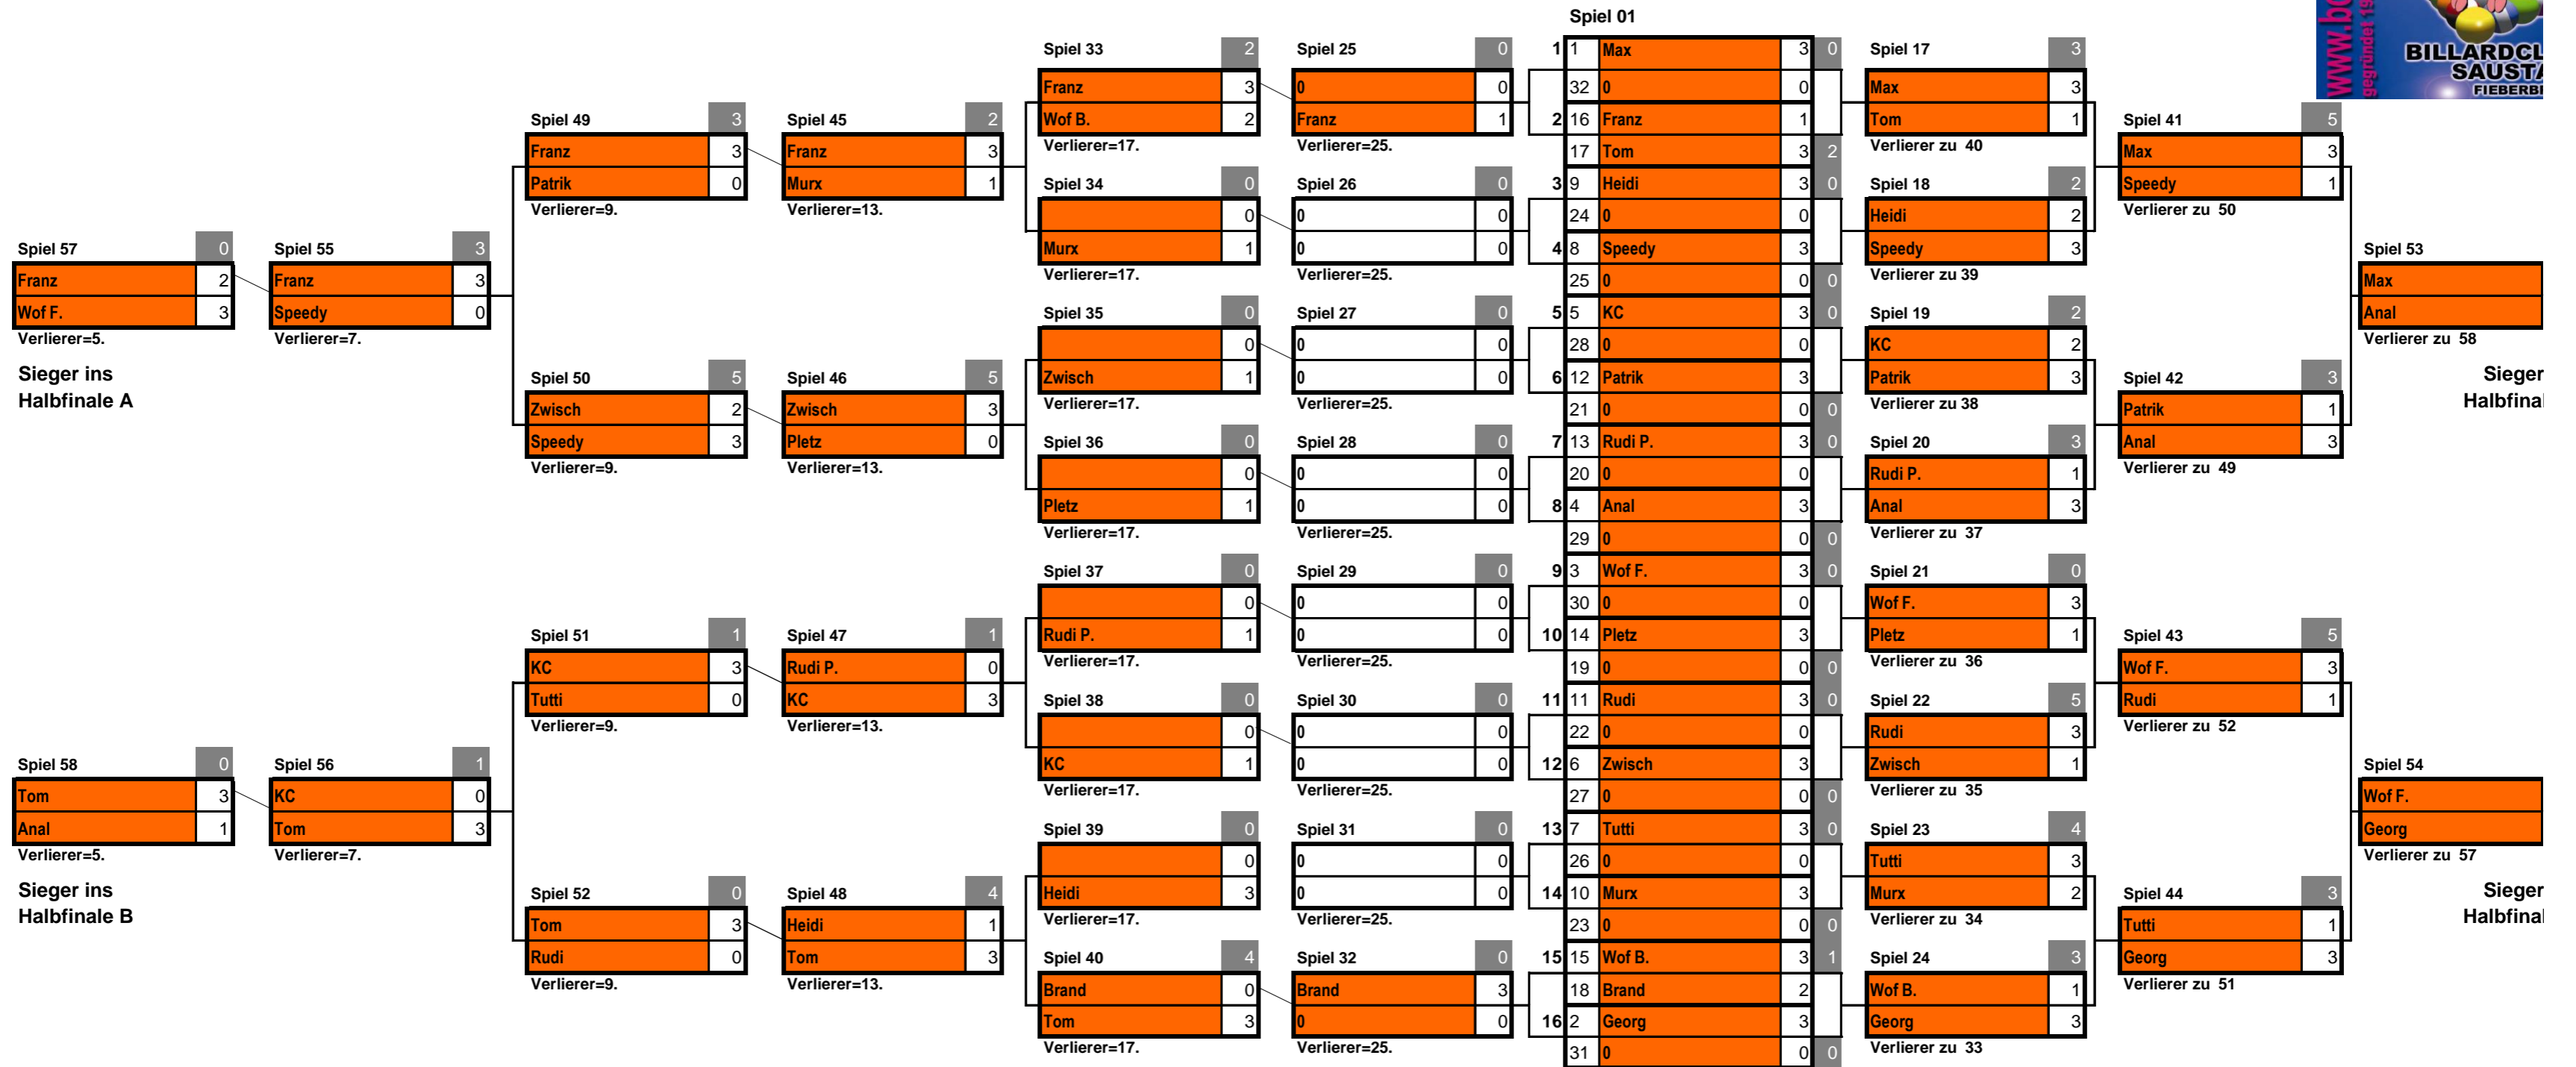 Spiel 57 0
Franz 2
Wof F. 3
Verlierer=5.
Sieger ins
Halbfinale A
Spiel 58 0
Tom 3
Anal 1
Verlierer=5.
Sieger ins
Halbfinale B
Spiel 55 3
Franz 3
Speedy 0
Verlierer=7.
Spiel 56 1
KC 0
Tom 3
Verlierer=7.
Spiel 49 3
Franz 3
Patrik 0
Verlierer=9.
Spiel 50 5
Zwisch 2
Speedy 3
Verlierer=9.
Spiel 51 1
KC 3
Tutti 0
Verlierer=9.
Spiel 52 0
Tom 3
Rudi 0
Verlierer=9.
Spiel 45 2
Franz 3
Murx 1
Verlierer=13.
Spiel 46 5
Zwisch 3
Pletz 0
Verlierer=13.
Spiel 47 1
Rudi P. 0
KC 3
Verlierer=13.
Spiel 48 4
Heidi 1
Tom 3
Verlierer=13.
Spiel 33 2
Franz 3
Wof B. 2
Verlierer=17.
Spiel 34 0
0
Murx 1
Verlierer=17.
Spiel 35 0
0
Zwisch 1
Verlierer=17.
Spiel 36 0
0
Pletz 1
Verlierer=17.
Spiel 37 0
0
Rudi P. 1
Verlierer=17.
Spiel 38 0
0
KC 1
Verlierer=17.
Spiel 39 0
0
Heidi 3
Verlierer=17.
Spiel 40 4
Brand 0
Tom 3
Verlierer=17.
Spiel 25 0
0 0
Franz 1
Verlierer=25.
Spiel 26 0
0 0
0 0
Verlierer=25.
Spiel 27 0
0 0
0 0
Verlierer=25.
Spiel 28 0
0 0
0 0
Verlierer=25.
Spiel 29 0
0 0
0 0
Verlierer=25.
Spiel 30 0
0 0
0 0
Verlierer=25.
Spiel 31 0
0 0
0 0
Verlierer=25.
Spiel 32 0
Brand 3
0 0
Verlierer=25.
Spiel 01
1 1 Max 3 0
32 0 0
2 16 Franz 1
17 Tom 3 2
3 9 Heidi 3 0
24 0 0
4 8 Speedy 3
25 0 0 0
5 5 KC 3 0
28 0 0
6 12 Patrik 3
21 0 0 0
7 13 Rudi P. 3 0
20 0 0
8 4 Anal 3
29 0 0 0
9 3 Wof F. 3 0
30 0 0
10 14 Pletz 3
19 0 0 0
11 11 Rudi 3 0
22 0 0
12 6 Zwisch 3
27 0 0 0
13 7 Tutti 3 0
26 0 0
14 10 Murx 3
23 0 0 0
15 15 Wof B. 3 1
18 Brand 2
16 2 Georg 3
31 0 0 0
Spiel 17 3
Max 3
Tom 1
Verlierer zu 40
Spiel 18 2
Heidi 2
Speedy 3
Verlierer zu 39
Spiel 19 2
KC 2
Patrik 3
Verlierer zu 38
Spiel 20 3
Rudi P. 1
Anal 3
Verlierer zu 37
Spiel 21 0
Wof F. 3
Pletz 1
Verlierer zu 36
Spiel 22 5
Rudi 3
Zwisch 1
Verlierer zu 35
Spiel 23 4
Tutti 3
Murx 2
Verlierer zu 34
Spiel 24 3
Wof B. 1
Georg 3
Verlierer zu 33
Spiel 41 5
Max 3
Speedy 1
Verlierer zu 50
Spiel 42 3
Patrik 1
Anal 3
Verlierer zu 49
Spiel 43 5
Wof F. 3
Rudi 1
Verlierer zu 52
Spiel 44 3
Tutti 1
Georg 3
Verlierer zu 51
Spiel 53
Max
Anal
Verlierer zu 58
Sieger
Halbfinal
Spiel 54
Wof F.
Georg
Verlierer zu 57
Sieger
Halbfinal
www.bc
gegründet 19
BILLARDCL
SAUSTA
FIEBERB